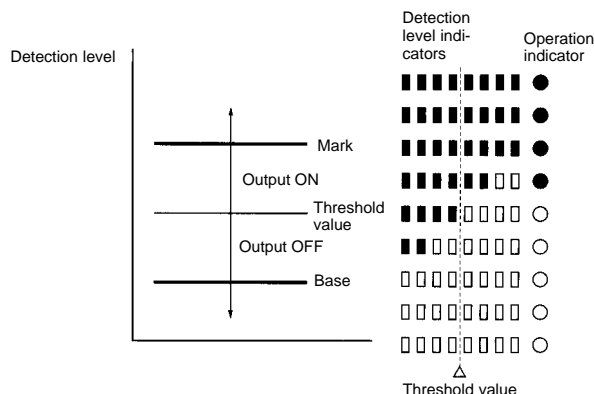 Detection level
Detection
level indi-
cators
Operation
indicator
Mark
Output ON
Threshold
value
Output OFF
Base
Threshold value